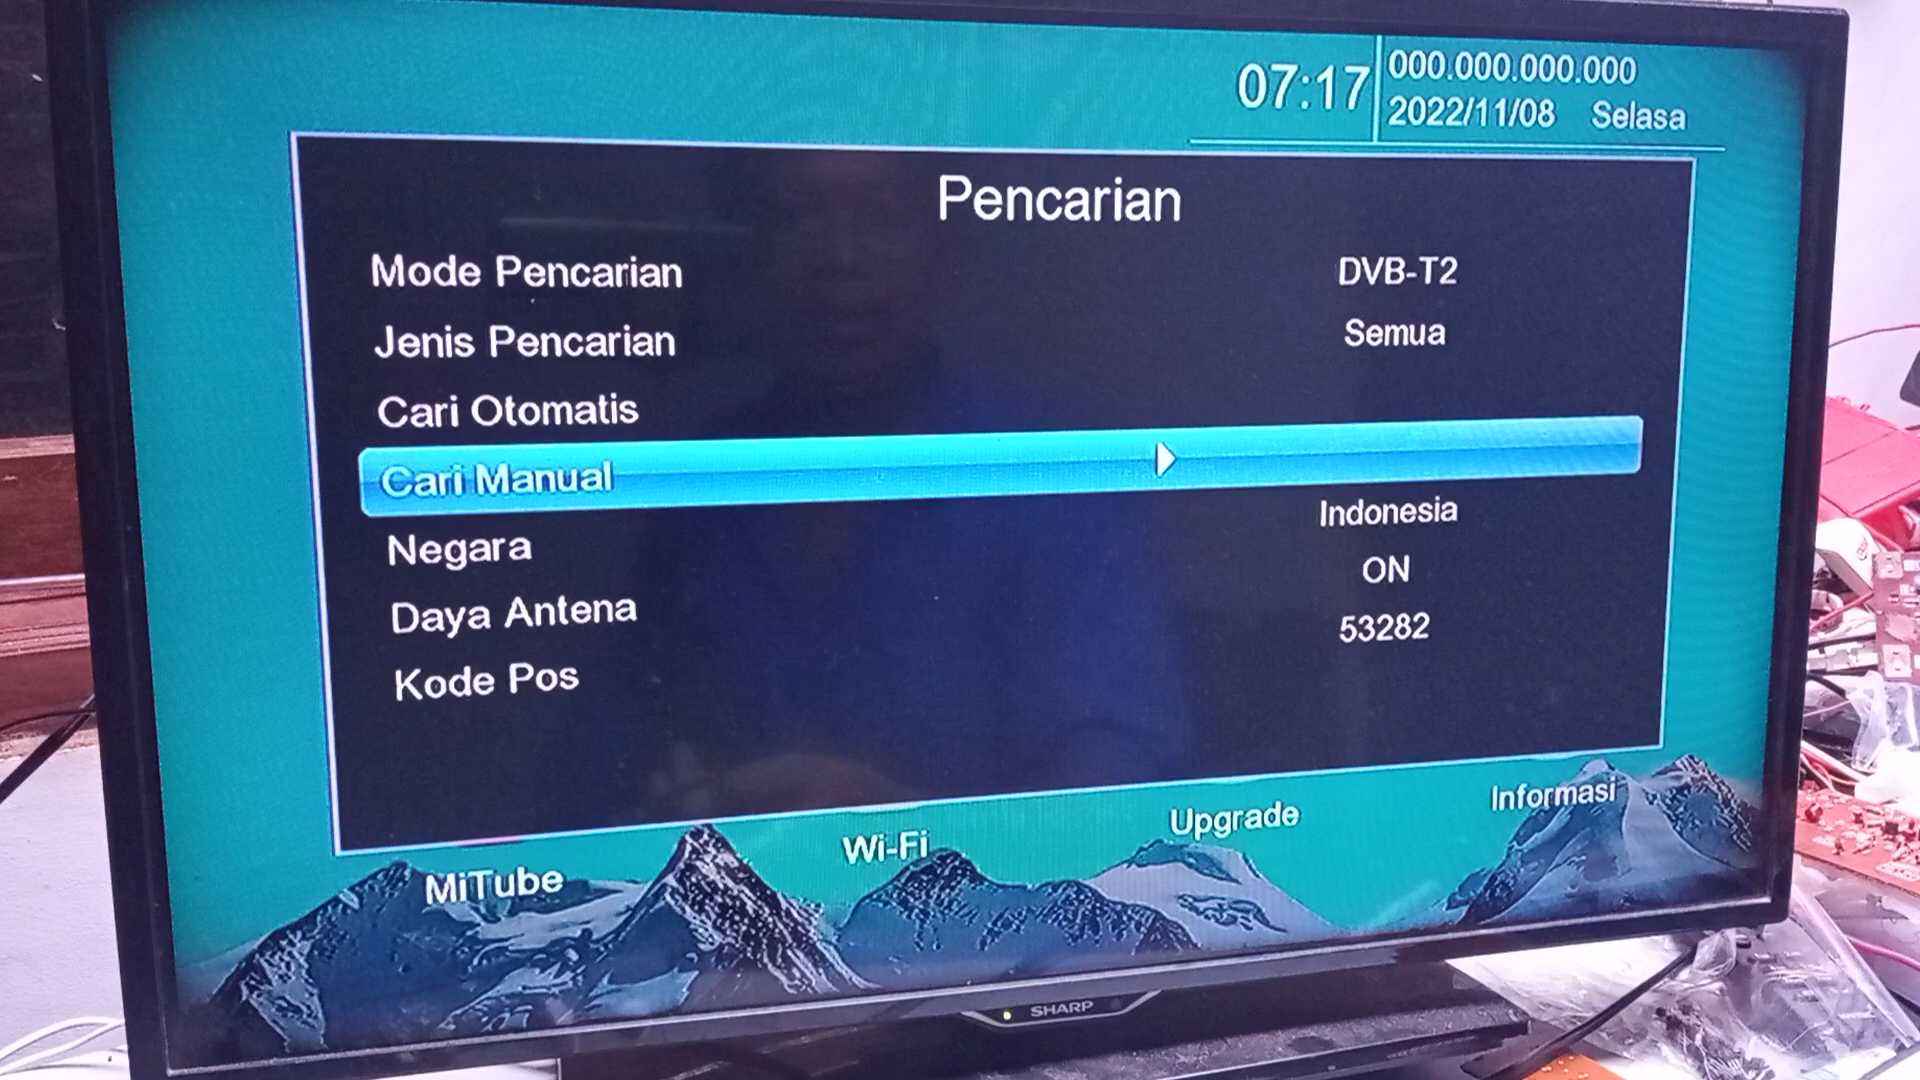 07:17
000.000.000.000
2022/11/08 Selasa
Pencarian
Mode Pencarian DVB-T2
Jenis Pencarian Semua
Cari Otomatis
Cari Manual
Negara Indonesia
Daya Antena ON
Kode Pos 53282
MiTube Wi-Fi Upgrade Informasi
SHARP